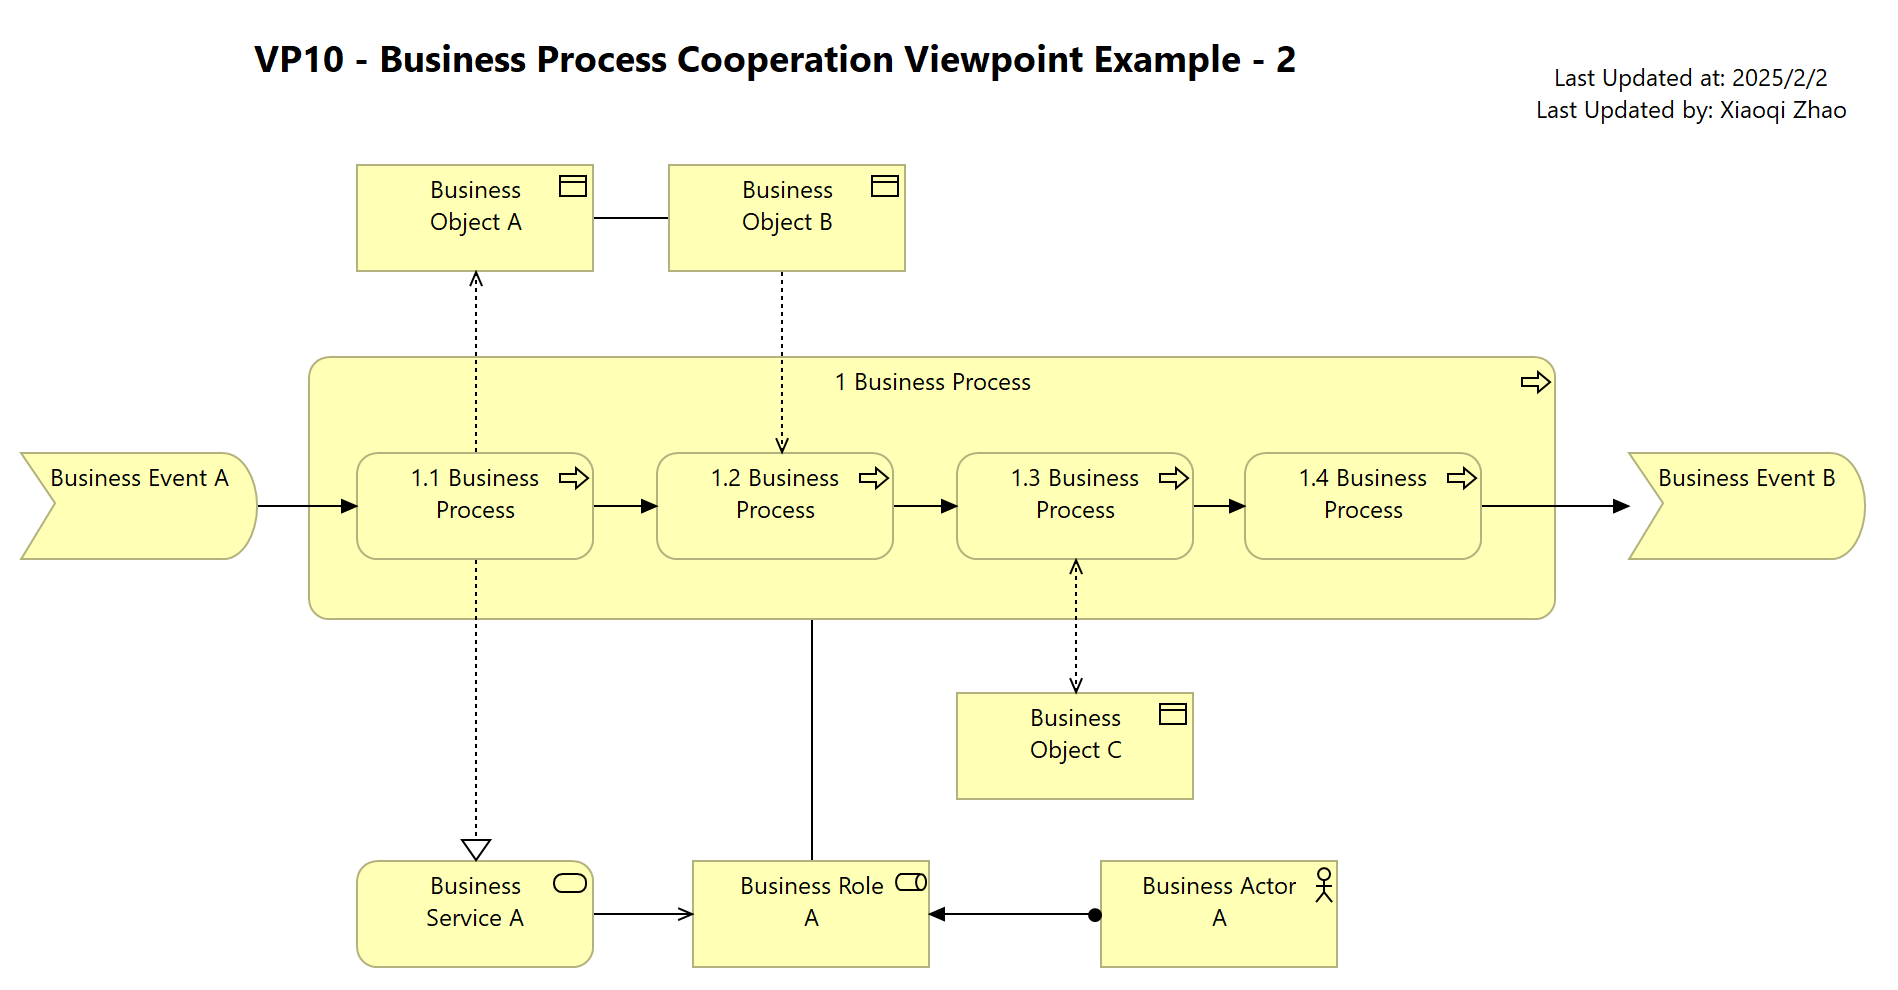 VP10 - Business Process Cooperation Viewpoint Example - 2
Last Updated at: 2025/2/2
Last Updated by: Xiaoqi Zhao
Business
Object A
Business
Object B
1 Business Process
Business Event A
1.1 Business
Process
1.2 Business
Process
1.3 Business
Process
1.4 Business
Process
Business Event B
Business
Object C
Business
Service A
Business Role
A
Business Actor
A